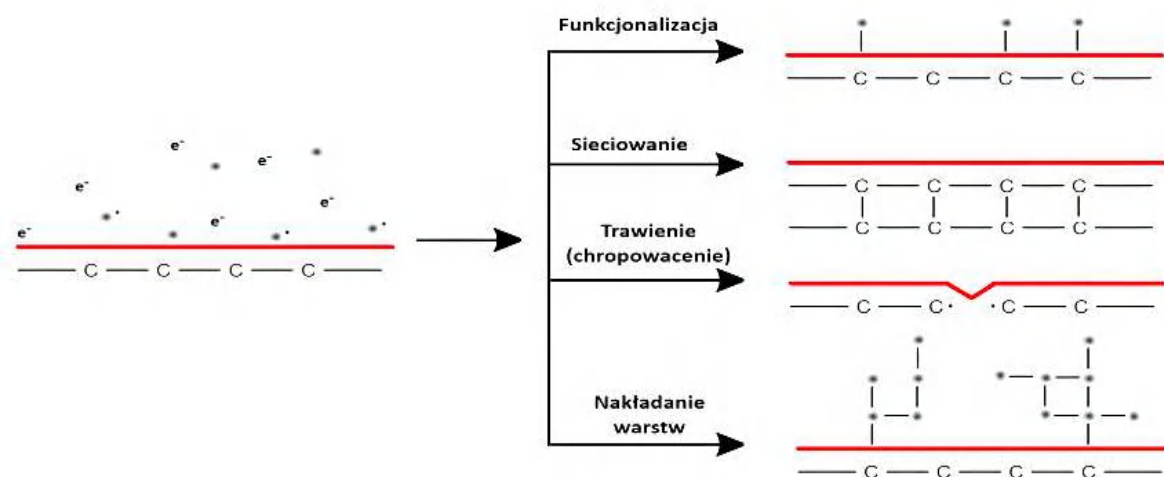 Funkcjonalizacja
C C C C
Sieciowanie
e⁻
e⁻
e⁻
e⁻
e⁻
e⁻
C C C C
C C C C
C C C C
Trawienie
(chropowacenie)
C C· ·C C
Nakładanie
warstw
C C C C